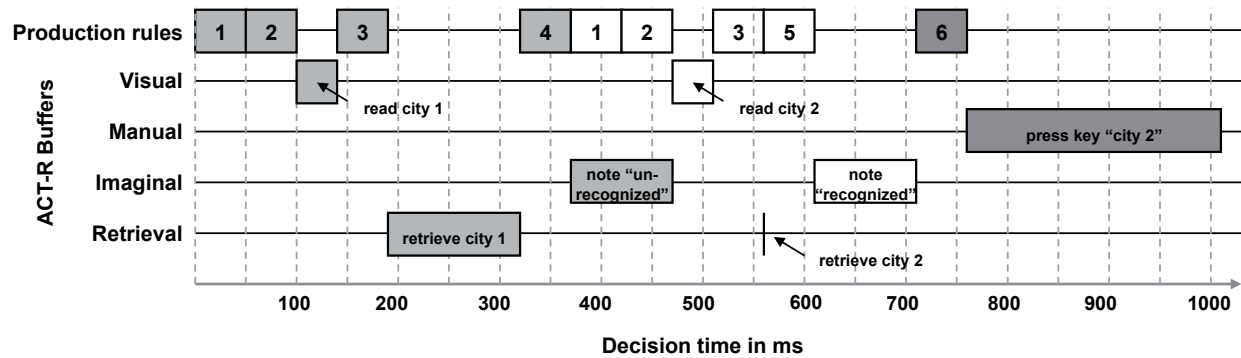 Production rules 1 2 3 4 1 2 3 5 6
Visual
read city 1 read city 2
Manual press key “city 2”
ACT-R Buffers
Imaginal
note “un-
recognized”
note
“recognized”
Retrieval retrieve city 1
retrieve city 2
100 200 300 400 500 600 700 800 900 1000
Decision time in ms